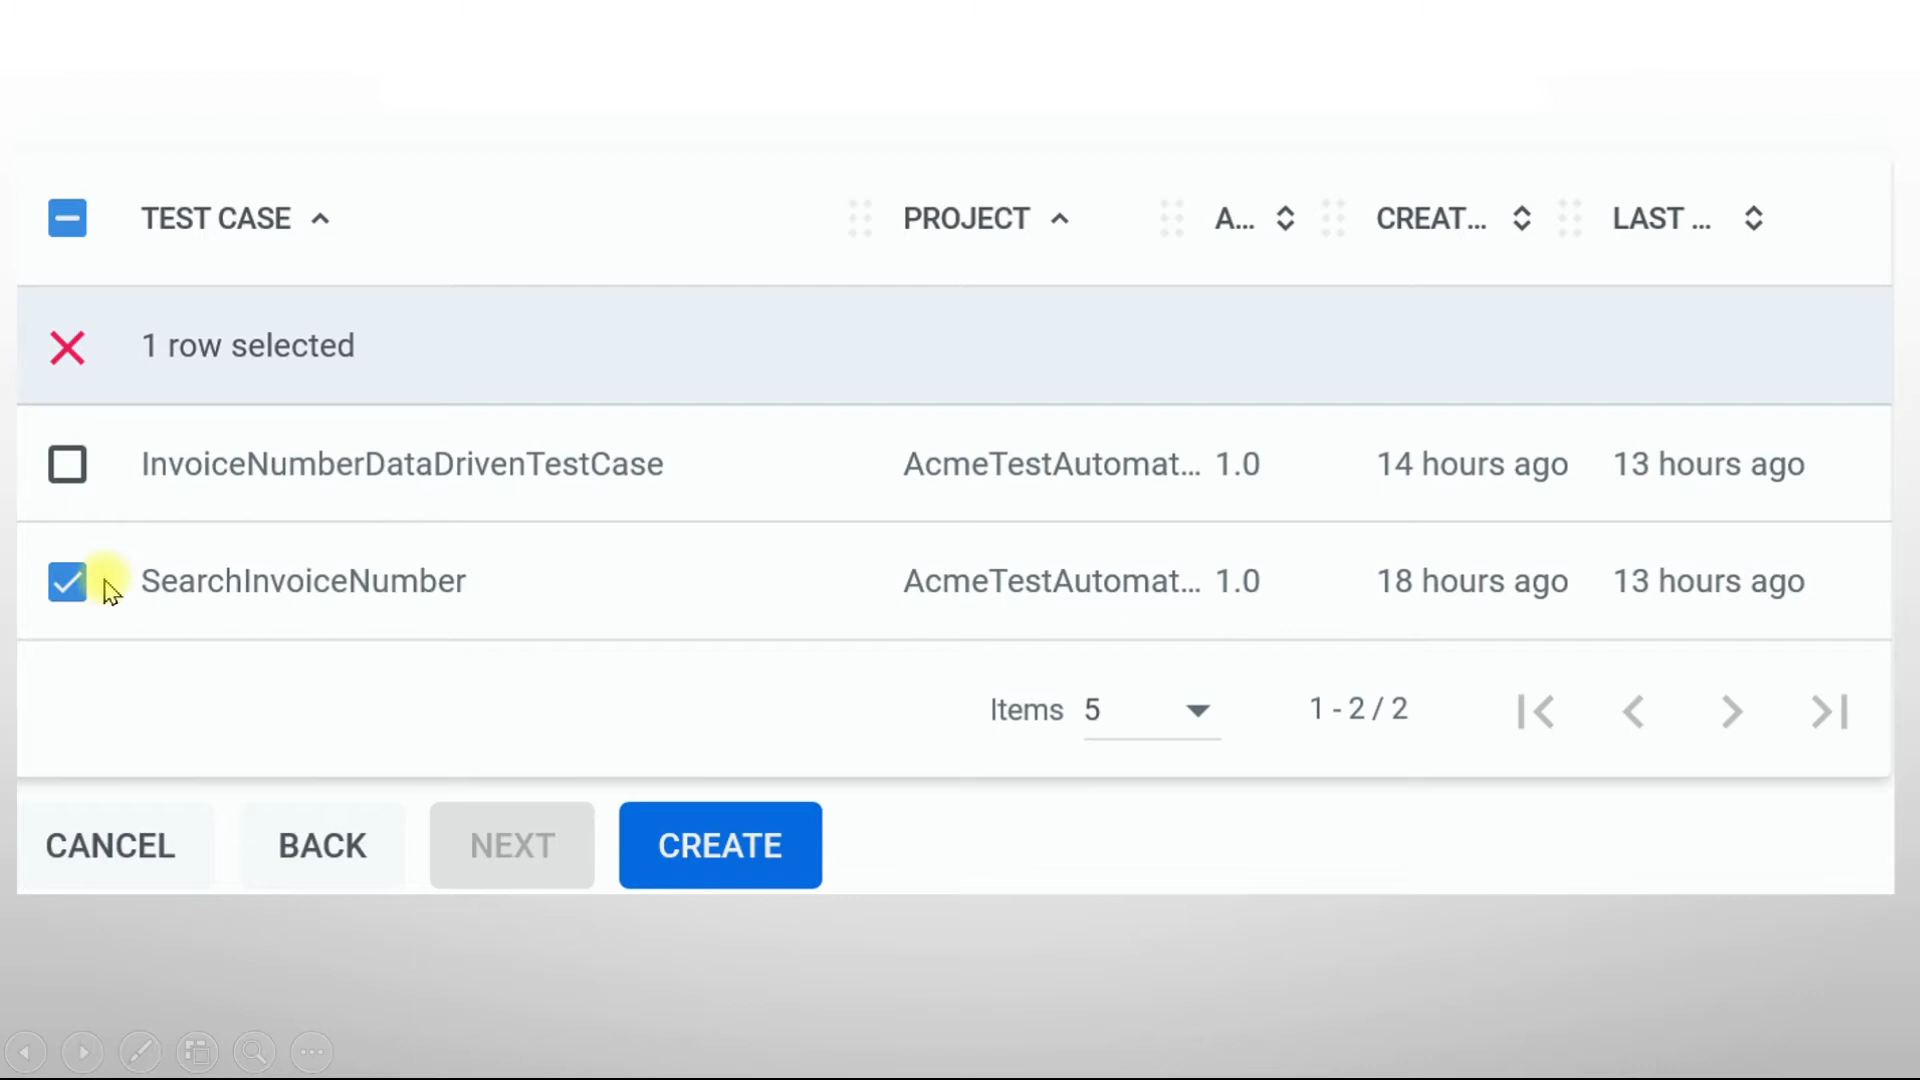 TEST CASE PROJECT A... CREAT... LAST ...
1 row selected
InvoiceNumberDataDrivenTestCase AcmeTestAutomat... 1.0 14 hours ago 13 hours ago
SearchInvoiceNumber AcmeTestAutomat... 1.0 18 hours ago 13 hours ago
Items 5 1 - 2 / 2
CANCEL BACK NEXT CREATE